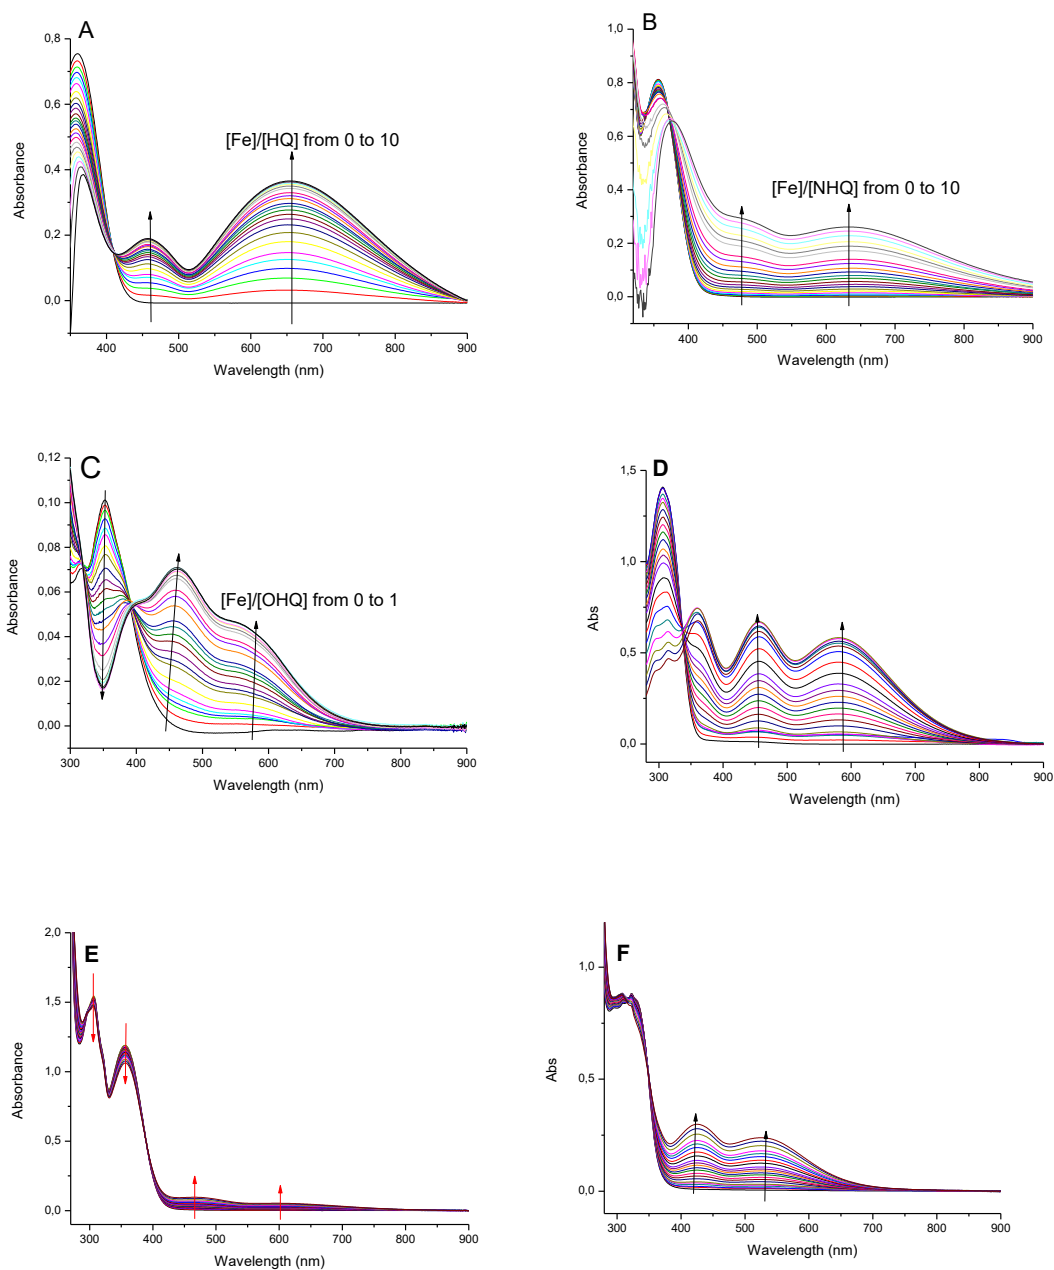 A
0,8
0,6
0,4
0,2
0,0
Absorbance
[Fe]/[HQ] from 0 to 10
400 500 600 700 800 900
Wavelength (nm)
B
1,0
0,8
0,6
0,4
0,2
0,0
Absorbance
[Fe]/[NHQ] from 0 to 10
400 500 600 700 800 900
Wavelength (nm)
C
0,12
0,10
0,08
0,06
0,04
0,02
0,00
Absorbance
[Fe]/[OHQ] from 0 to 1
300 400 500 600 700 800 900
Wavelength (nm)
D
1,5
1,0
0,5
0,0
Abs
300 400 500 600 700 800 900
Wavelength (nm)
E
2,0
1,5
1,0
0,5
0,0
Absorbance
300 400 500 600 700 800 900
Wavelength (nm)
F
1,0
0,5
0,0
Abs
300 400 500 600 700 800 900
Wavelength (nm)